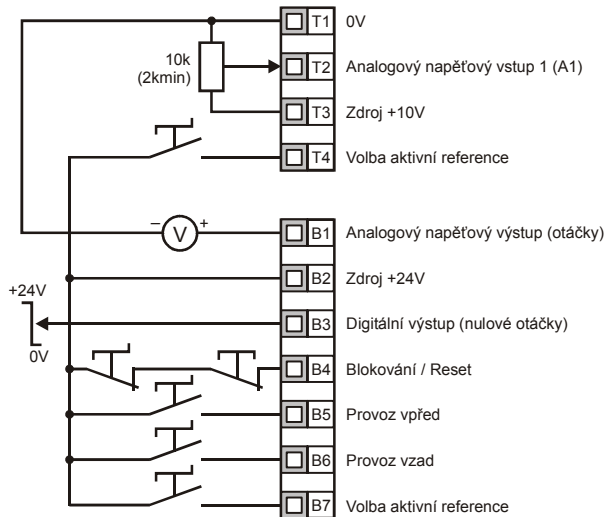 T1 0V
10k
(2kmin)
T2 Analogový napěťový vstup 1 (A1)
T3 Zdroj +10V
T4 Volba aktivní reference
– V + B1 Analogový napěťový výstup (otáčky)
B2 Zdroj +24V
+24V
B3 Digitální výstup (nulové otáčky)
0V
B4 Blokování / Reset
B5 Provoz vpřed
B6 Provoz vzad
B7 Volba aktivní reference